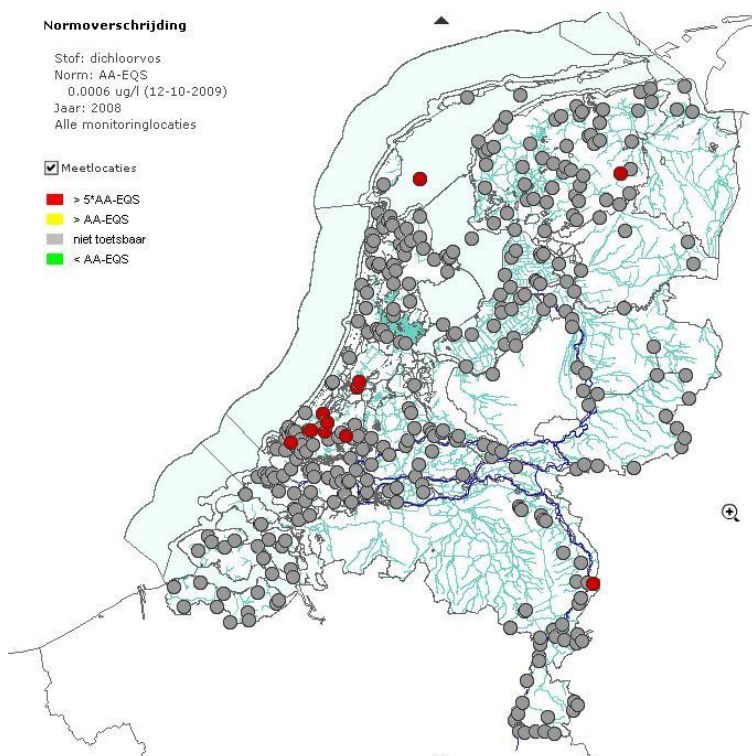 Normoverschrijding
Stof: dichloorvos
Norm: AA-EQS
0.0006 ug/l (12-10-2009)
Jaar: 2008
Alle monitoringlocaties
Meetlocaties
> 5*AA-EQS
> AA-EQS
niet toetsbaar
< AA-EQS